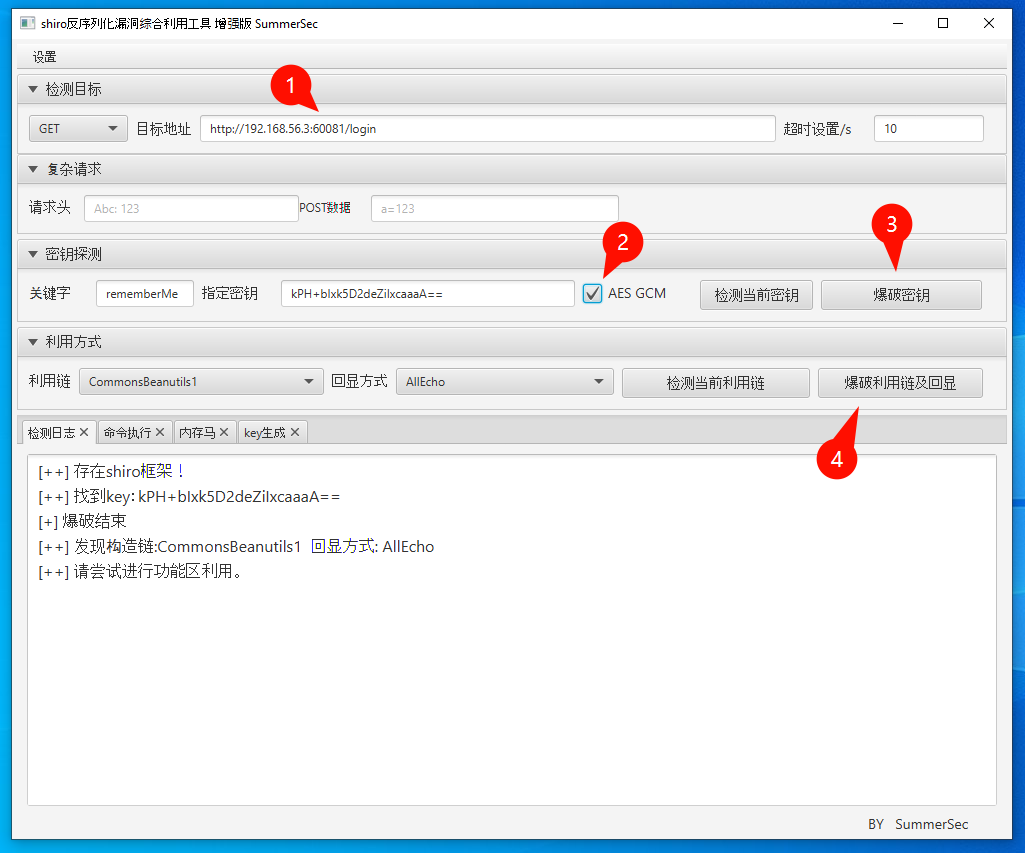 shiro反序列化漏洞综合利用工具 增强版 SummerSec
设置
检测目标
1
GET 目标地址 http://192.168.56.3:60081/login 超时设置/s 10
复杂请求
请求头 Abc: 123 POST数据 a=123
2
3
密钥探测
关键字 rememberMe 指定密钥 kPH+bIxk5D2deZiIxcaaaA== AES GCM 检测当前密钥 爆破密钥
利用方式
利用链 CommonsBeanutils1 回显方式 AllEcho 检测当前利用链 爆破利用链及回显
检测日志 命令执行 内存马 key生成
4
[++] 存在shiro框架！
[++] 找到key: kPH+bIxk5D2deZiIxcaaaA==
[+] 爆破结束
[++] 发现构造链:CommonsBeanutils1 回显方式: AllEcho
[++] 请尝试进行功能区利用。
BY SummerSec